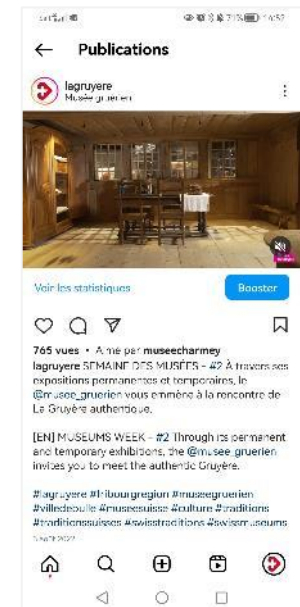 71%
Publications
lagruyere
Musée gruérien
Voir les statistiques
Booster
765 vues • Aimé par museecharmey
lagruyere SEMAINE DES MUSÉES - #2 À travers ses
expositions permanentes et temporaires, le
@musee_gruerien vous emmène à la rencontre de
La Gruyère authentique.
[EN] MUSEUMS WEEK - #2 Through its permanent
and temporary exhibitions, the @musee_gruerien
invites you to meet the authentic Gruyère.
#lagruyere #fribourgregion #museegruerien
#villedebulle #museesuisse #culture #traditions
#traditionssuisses #swisstraditions #swissmuseums
août 2022